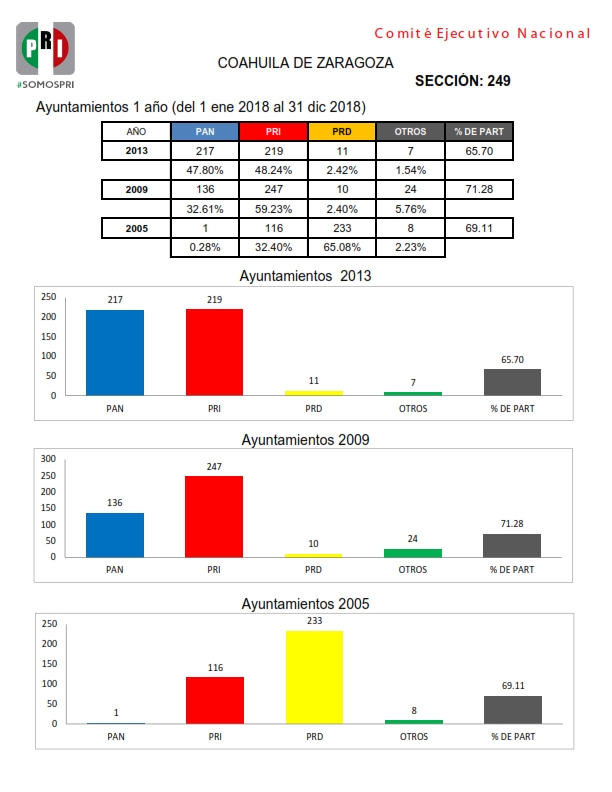 Comité Ejecutivo Nacional
PRI
#SOMOSPRI
COAHUILA DE ZARAGOZA
SECCIÓN: 249
Ayuntamientos 1 año (del 1 ene 2018 al 31 dic 2018)
AÑO PAN PRI PRD OTROS % DE PART
2013 217 219 11 7 65.70
47.80% 48.24% 2.42% 1.54%
2009 136 247 10 24 71.28
32.61% 59.23% 2.40% 5.76%
2005 1 116 233 8 69.11
0.28% 32.40% 65.08% 2.23%
Ayuntamientos 2013
250
200
150
100
50
0
217 219 11 7 65.70
PAN PRI PRD OTROS % DE PART
Ayuntamientos 2009
300
250
200
150
100
50
0
136 247 10 24 71.28
PAN PRI PRD OTROS % DE PART
Ayuntamientos 2005
250
200
150
100
50
0
1 116 233 8 69.11
PAN PRI PRD OTROS % DE PART